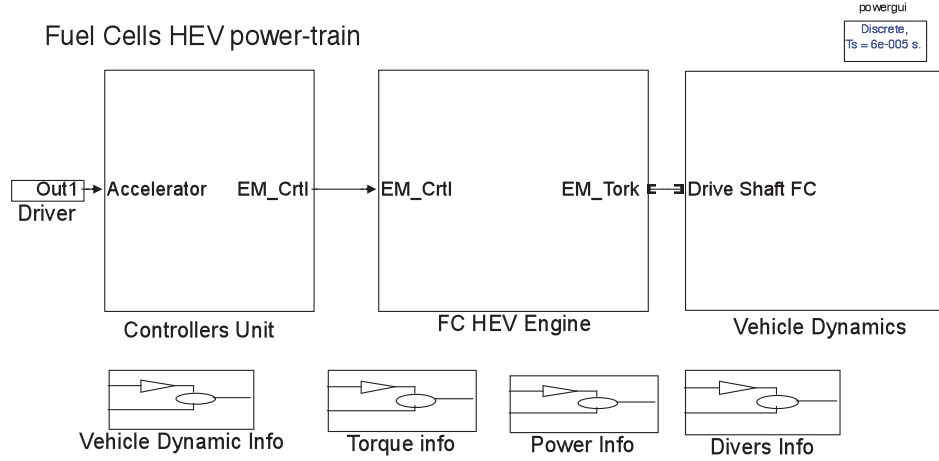 powergui
Fuel Cells HEV power-train
Discrete,
Ts = 6e-005 s.
Out1
Driver
Accelerator
EM_Crtl
Controllers Unit
EM_Crtl
EM_Tork
FC HEV Engine
Drive Shaft FC
Vehicle Dynamics
Vehicle Dynamic Info
Torque info
Power Info
Divers Info